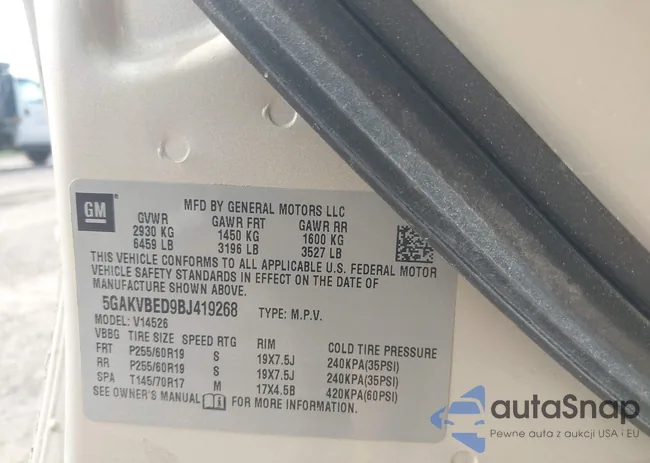 GM
MFD BY GENERAL MOTORS LLC
GVWR GAWR FRT GAWR RR
2930 KG 1450 KG 1600 KG
6459 LB 3196 LB 3527 LB
THIS VEHICLE CONFORMS TO ALL APPLICABLE U.S. FEDERAL MOTOR
VEHICLE SAFETY STANDARDS IN EFFECT ON THE DATE OF
MANUFACTURE SHOWN ABOVE.
5GAKVBED9BJ419268 TYPE: M.P.V.
MODEL: V14526
VBBG TIRE SIZE SPEED RTG RIM COLD TIRE PRESSURE
FRT P255/60R19 S 19X7.5J 240KPA(35PSI)
RR P255/60R19 S 19X7.5J 240KPA(35PSI)
SPA T145/70R17 M 17X4.5B 420KPA(60PSI)
SEE OWNER'S MANUAL FOR MORE INFORMATION.
autaSnap
Pewne auta z aukcji USA i EU